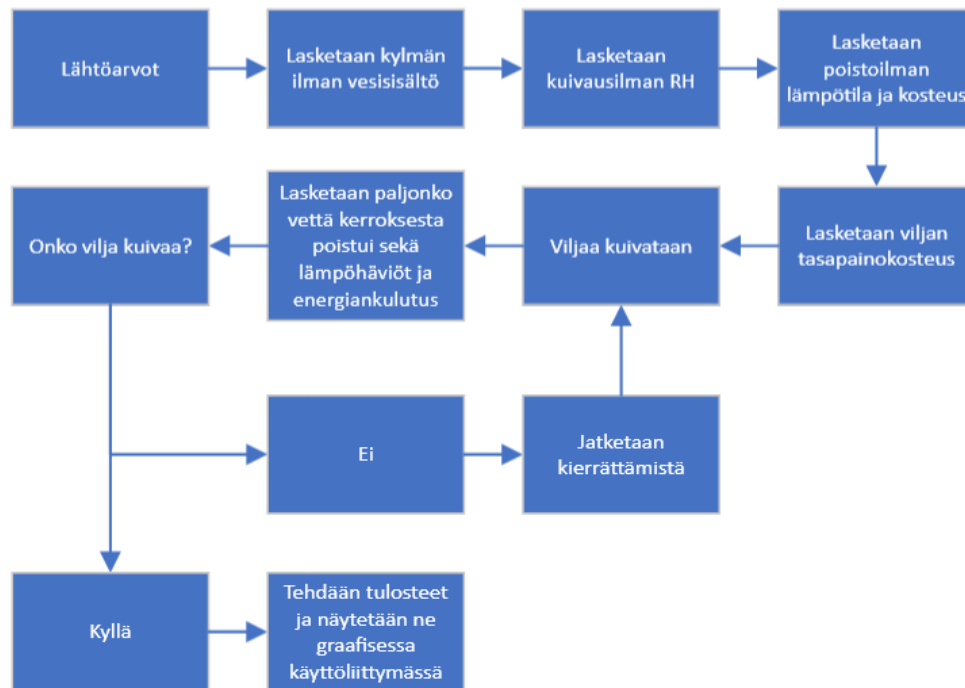 Lähtöarvot
Lasketaan kylmän
ilman vesisisältö
Lasketaan
kuivausilman RH
Lasketaan
poistoilman
lämpötila ja kosteus
Lasketaan viljan
tasapainokosteus
Viljaa kuivataan
Lasketaan paljonko
vettä kerroksesta
poistui sekä
lämpöhäviöt ja
energiankulutus
Onko vilja kuivaa?
Ei
Jatketaan
kierrättämistä
Kyllä
Tehdään tulosteet
ja näytetään ne
graafisessa
käyttöliittymässä